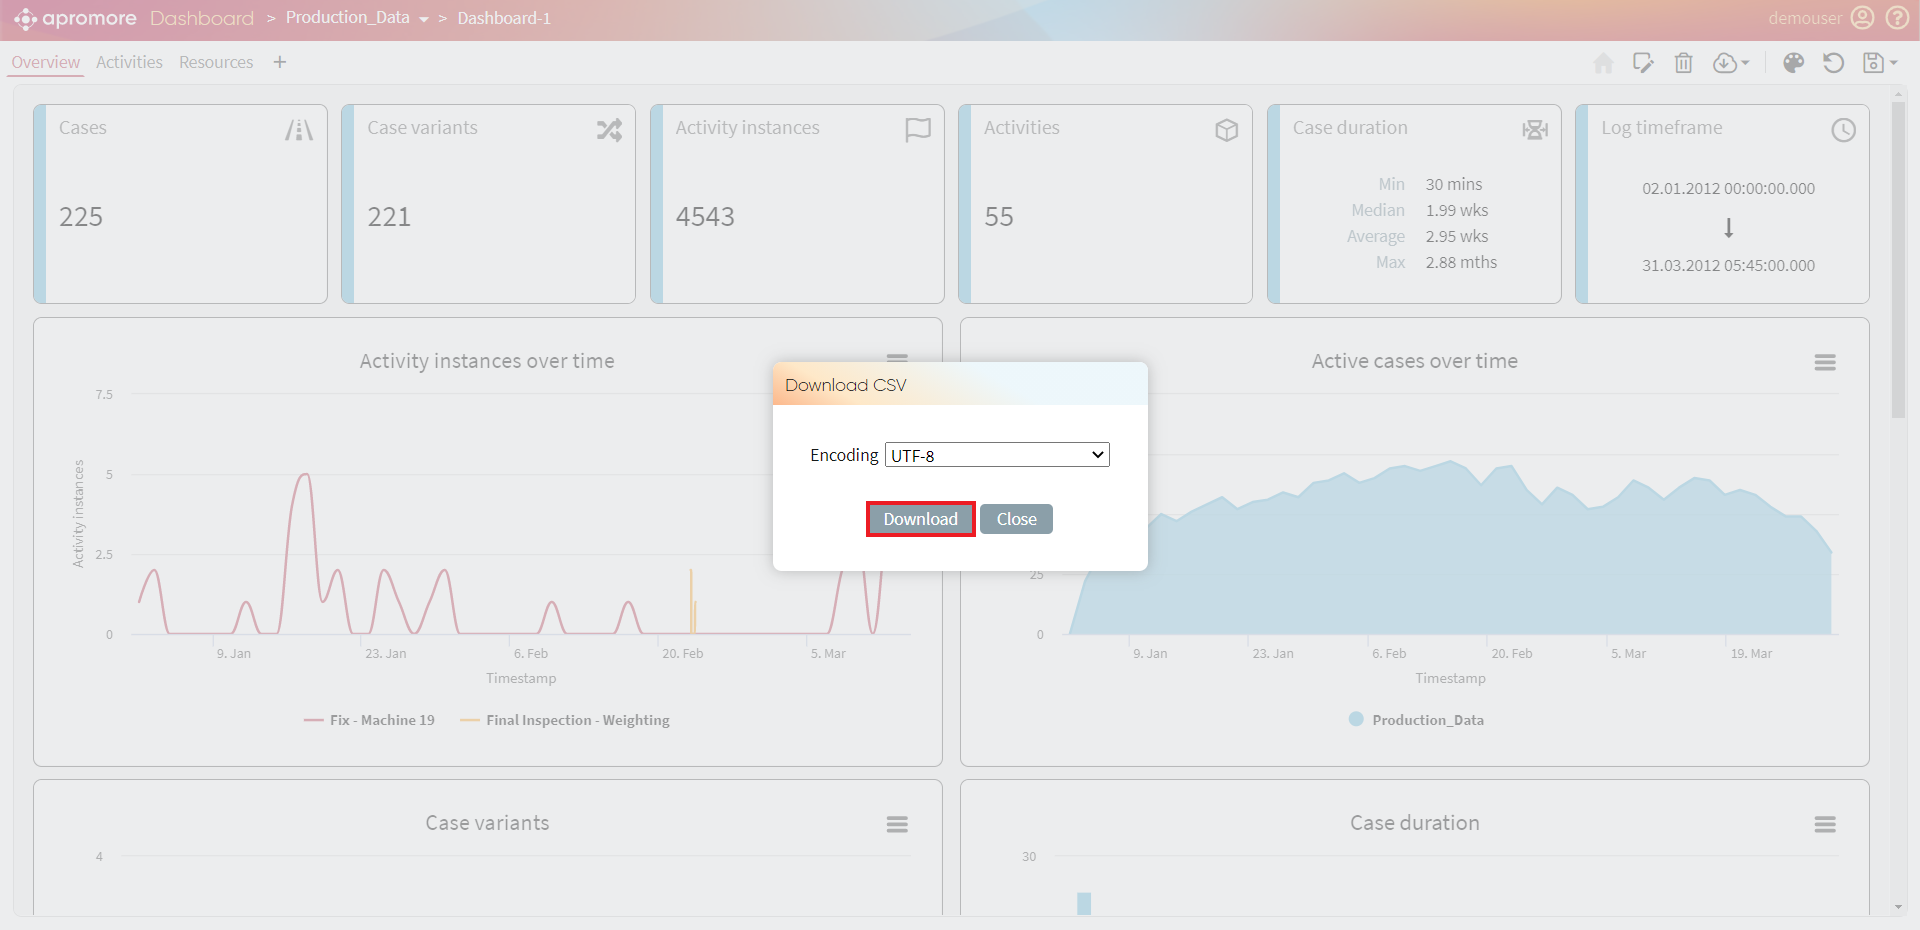 apromore Dashboard > Production_Data > Dashboard-1 demouser ?
Overview Activities Resources +
Cases
225
Case variants
221
Activity instances
4543
Activities
55
Case duration
Min 30 mins
Median 1.99 wks
Average 2.95 wks
Max 2.88 mths
Log timeframe
02.01.2012 00:00:00.000
31.03.2012 05:45:00.000
Activity instances over time
7.5
5
2.5
0
Activity instances
9. Jan 23. Jan 6. Feb 20. Feb 5. Mar
Timestamp
Fix - Machine 19 Final Inspection - Weighting
Download CSV
Encoding UTF-8
Download Close
Active cases over time
25
0
9. Jan 23. Jan 6. Feb 20. Feb 5. Mar 19. Mar
Timestamp
Production_Data
Case variants
4
Case duration
30